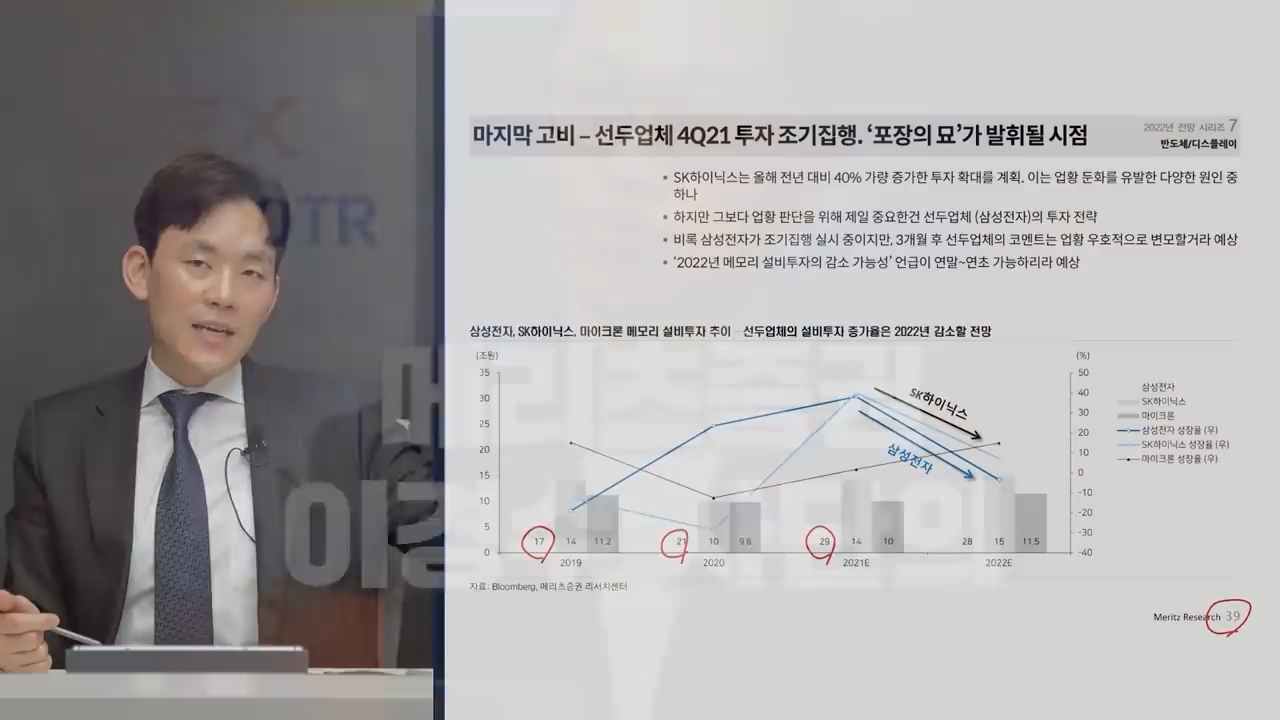 마지막 고비 – 선두업체 4Q21 투자 조기집행. ‘포장의 묘’가 발휘될 시점
2022년 전망 시리즈 7
반도체/디스플레이
▪ SK하이닉스는 올해 전년 대비 40% 가량 증가한 투자 확대를 계획. 이는 업황 둔화를 유발한 다양한 원인 중
하나
▪ 하지만 그보다 업황 판단을 위해 제일 중요한건 선두업체 (삼성전자)의 투자 전략
▪ 비록 삼성전자가 조기집행 실시 중이지만, 3개월 후 선두업체의 코멘트는 업황 우호적으로 변모할거라 예상
▪ ‘2022년 메모리 설비투자의 감소 가능성’ 언급이 연말~연초 가능하리라 예상
삼성전자, SK하이닉스, 마이크론 메모리 설비투자 추이 – 선두업체의 설비투자 증가율은 2022년 감소할 전망
(조원)
(%)
35
30
25
20
15
10
5
0
50
40
30
20
10
0
-10
-20
-30
-40
SK하이닉스
삼성전자
17 14 11.2
21 10 9.8
29 14 10
28 15 11.5
2019 2020 2021E 2022E
삼성전자
SK하이닉스
마이크론
삼성전자 성장율 (우)
SK하이닉스 성장율 (우)
마이크론 성장율 (우)
자료: Bloomberg, 메리츠증권 리서치센터
Meritz Research 39
메리츠증권
OTR